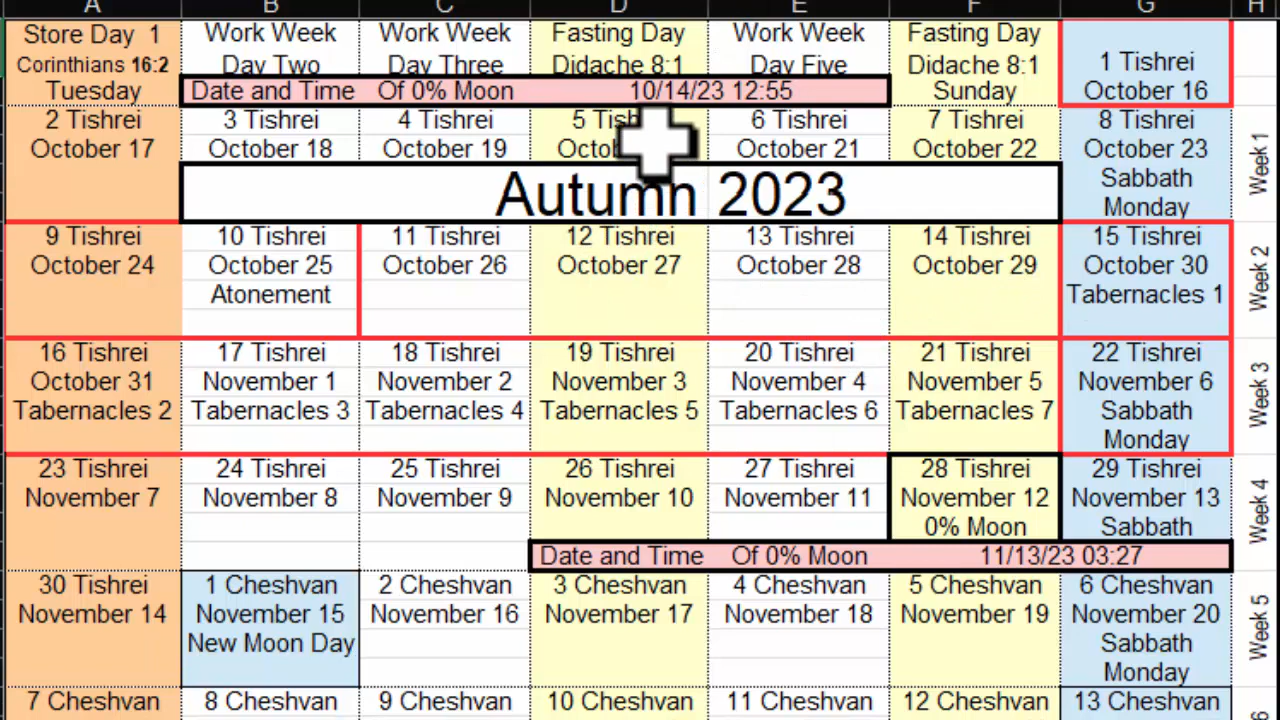 A B C D E F G H
Store Day 1 Work Week Work Week Fasting Day Work Week Fasting Day
Corinthians 16:2 Day Two Day Three Didache 8:1 Day Five Didache 8:1 1 Tishrei
Tuesday Date and Time Of 0% Moon 10/14/23 12:55 Sunday October 16
2 Tishrei 3 Tishrei 4 Tishrei 5 6 Tishrei 7 Tishrei 8 Tishrei
October 17 October 18 October 19 October 21 October 22 October 23
Sabbath
Monday
Week 1
Autumn 2023
9 Tishrei 10 Tishrei 11 Tishrei 12 Tishrei 13 Tishrei 14 Tishrei 15 Tishrei
October 24 October 25 October 26 October 27 October 28 October 29 October 30
Atonement Tabernacles 1
Week 2
16 Tishrei 17 Tishrei 18 Tishrei 19 Tishrei 20 Tishrei 21 Tishrei 22 Tishrei
October 31 November 1 November 2 November 3 November 4 November 5 November 6
Tabernacles 2 Tabernacles 3 Tabernacles 4 Tabernacles 5 Tabernacles 6 Tabernacles 7 Sabbath
Monday
Week 3
23 Tishrei 24 Tishrei 25 Tishrei 26 Tishrei 27 Tishrei 28 Tishrei 29 Tishrei
November 7 November 8 November 9 November 10 November 11 November 12 November 13
0% Moon Sabbath
Date and Time Of 0% Moon 11/13/23 03:27
Week 4
30 Tishrei 1 Cheshvan 2 Cheshvan 3 Cheshvan 4 Cheshvan 5 Cheshvan 6 Cheshvan
November 14 November 15 November 16 November 17 November 18 November 19 November 20
New Moon Day Sabbath
Monday
Week 5
7 Cheshvan 8 Cheshvan 9 Cheshvan 10 Cheshvan 11 Cheshvan 12 Cheshvan 13 Cheshvan
6